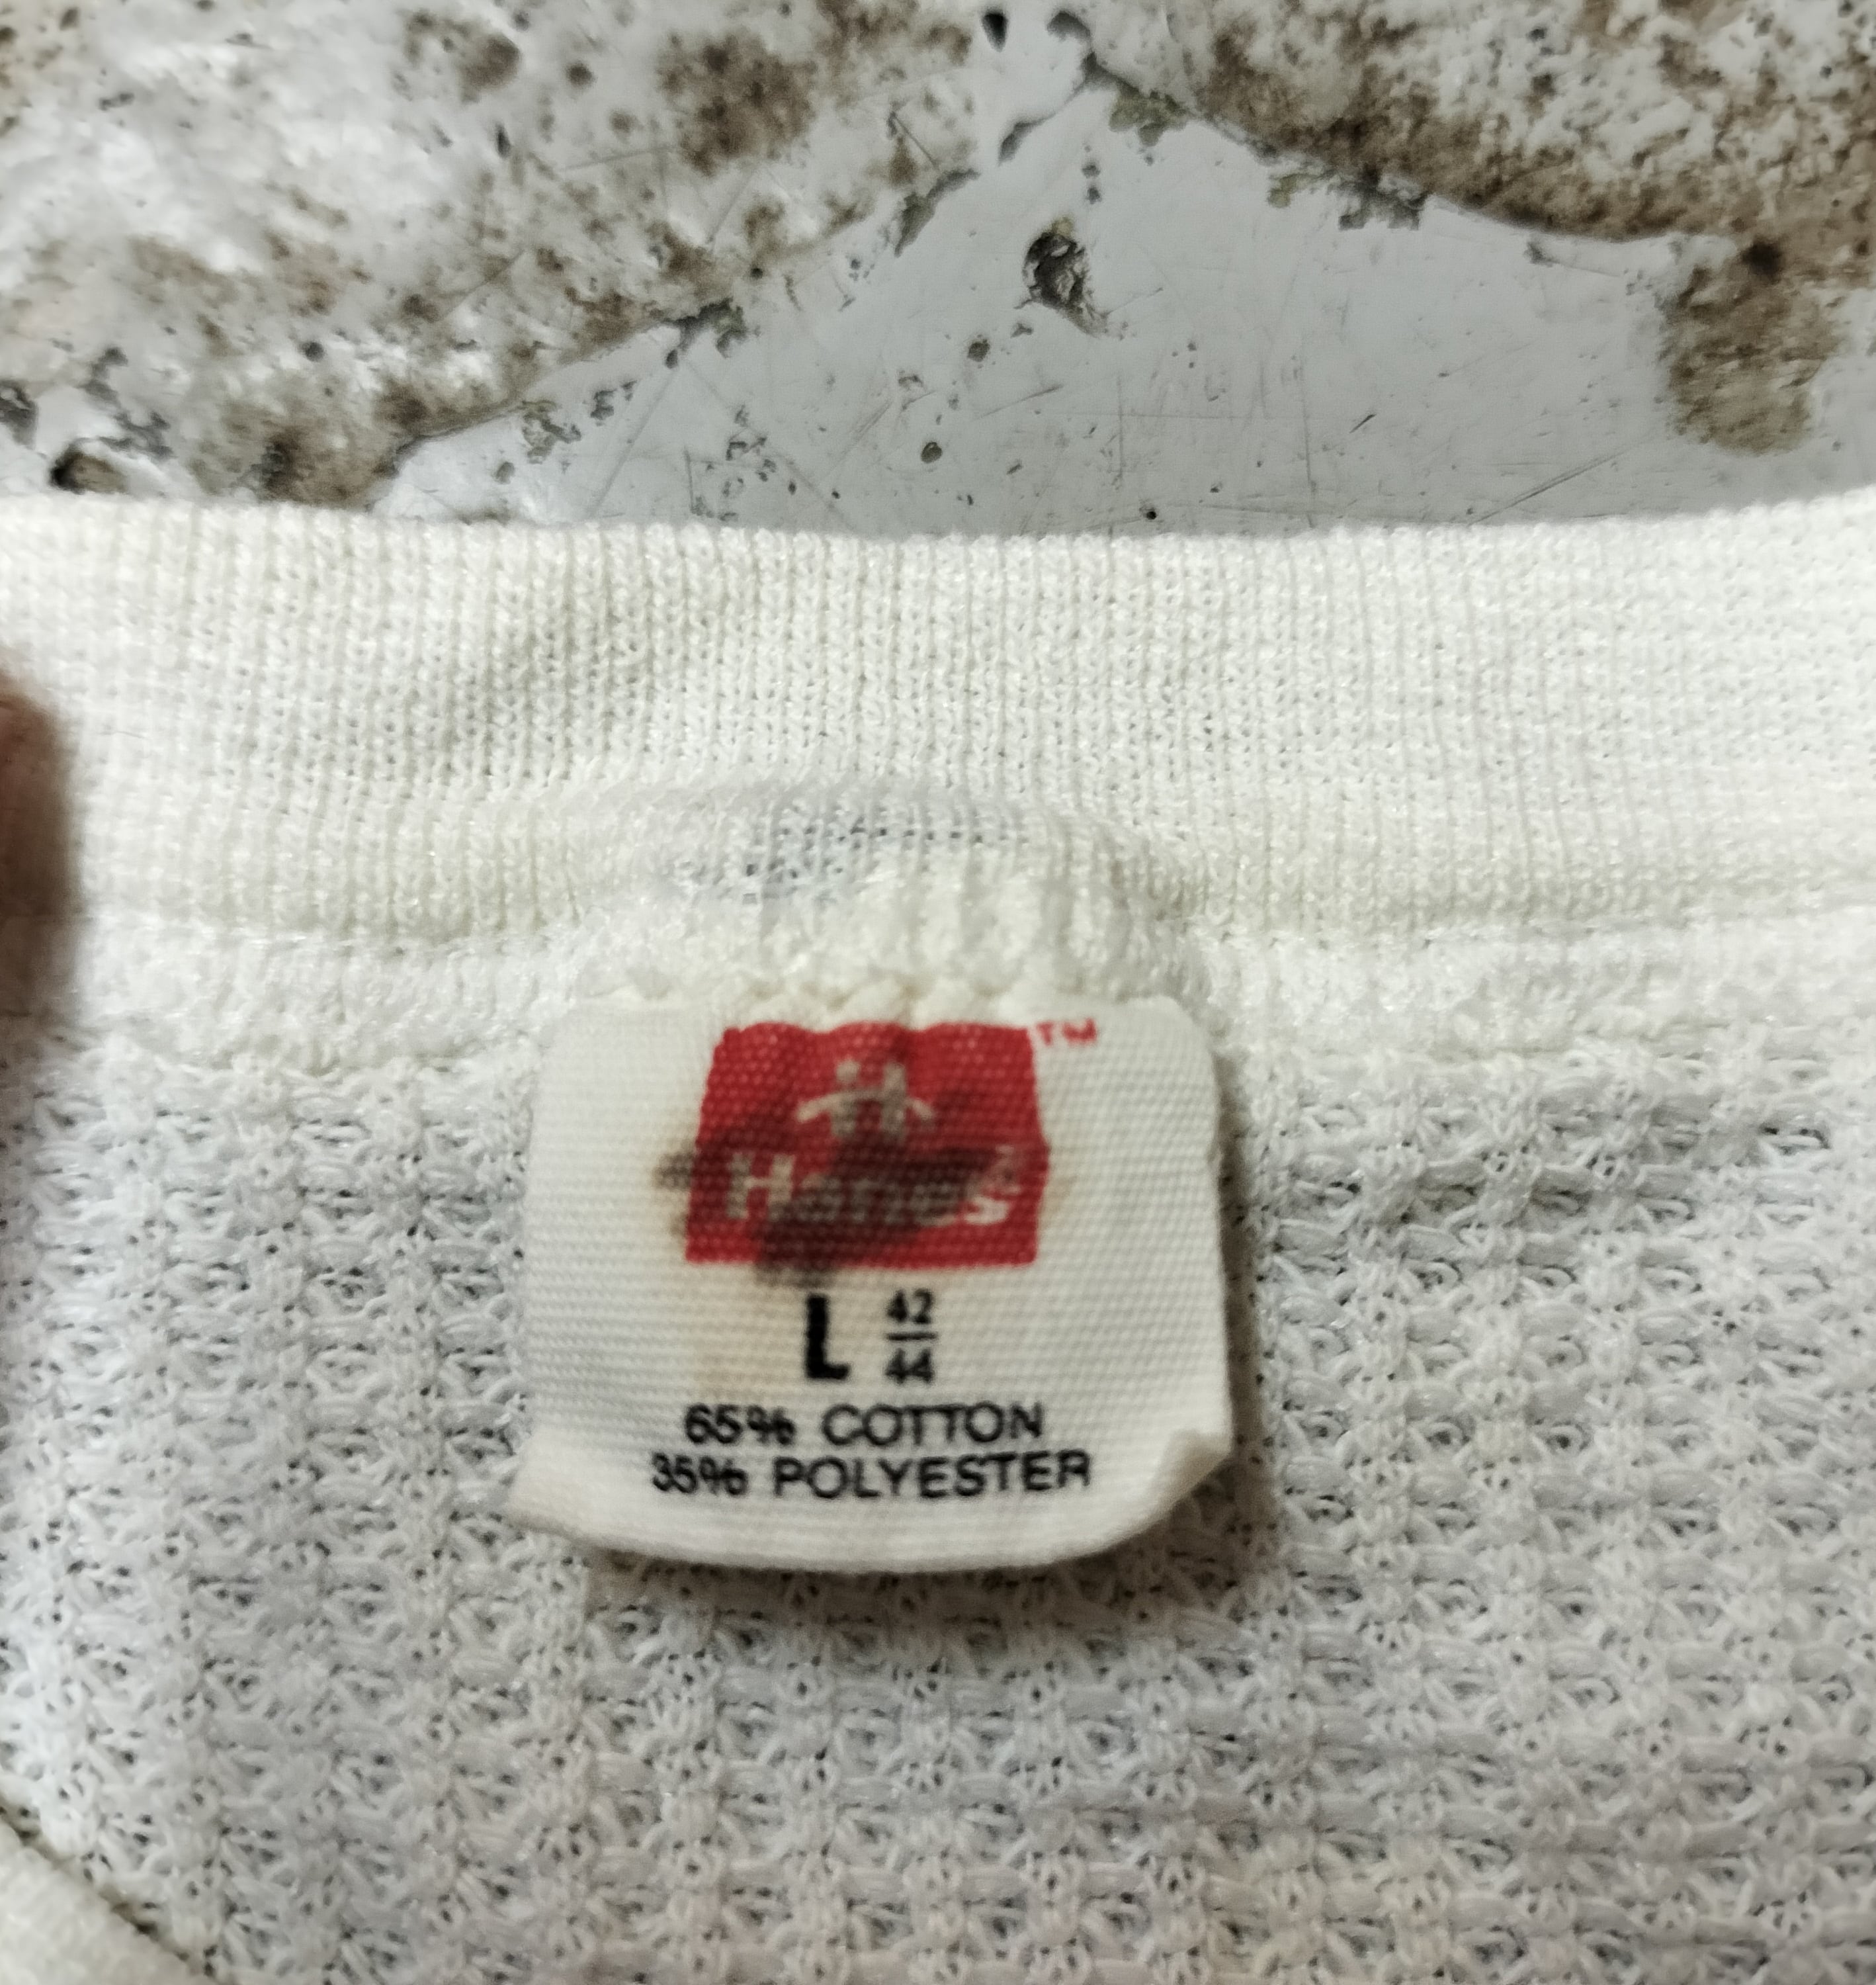 TM
H
Hanes
L 42/44
65% COTTON
35% POLYESTER